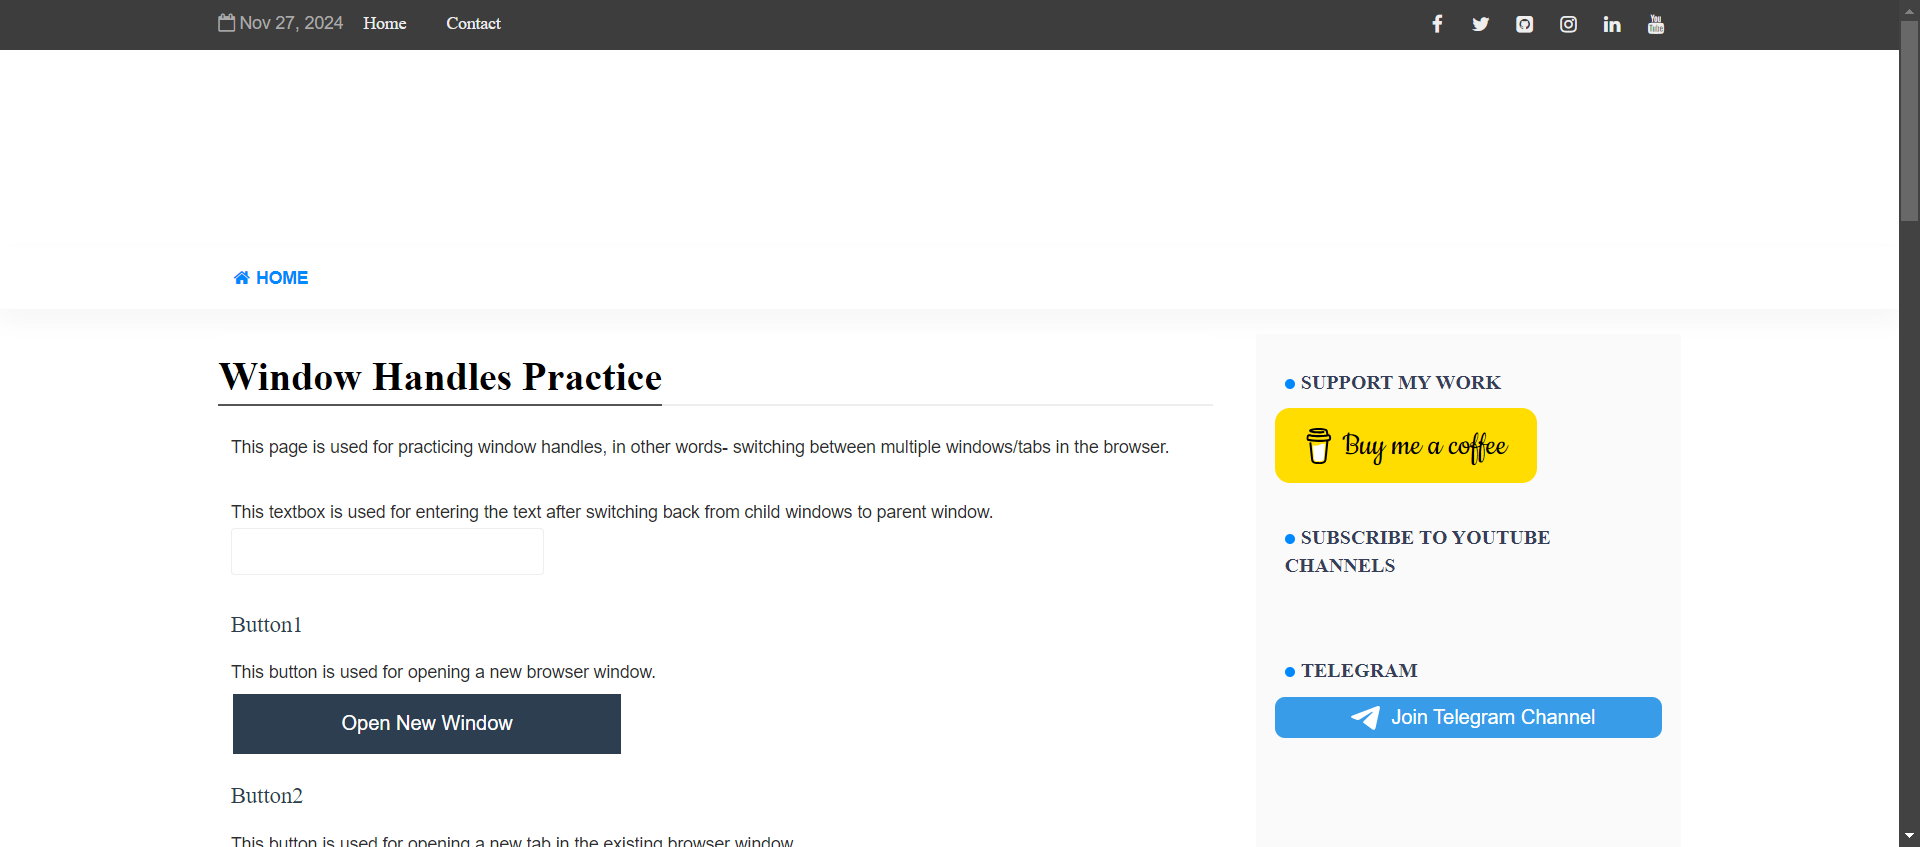 Nov 27, 2024 Home Contact
You
Tube
HOME
Window Handles Practice
This page is used for practicing window handles, in other words- switching between multiple windows/tabs in the browser.
This textbox is used for entering the text after switching back from child windows to parent window.
Button1
This button is used for opening a new browser window.
Open New Window
Button2
This button is used for opening a new tab in the existing browser window.
SUPPORT MY WORK
Buy me a coffee
SUBSCRIBE TO YOUTUBE
CHANNELS
TELEGRAM
Join Telegram Channel